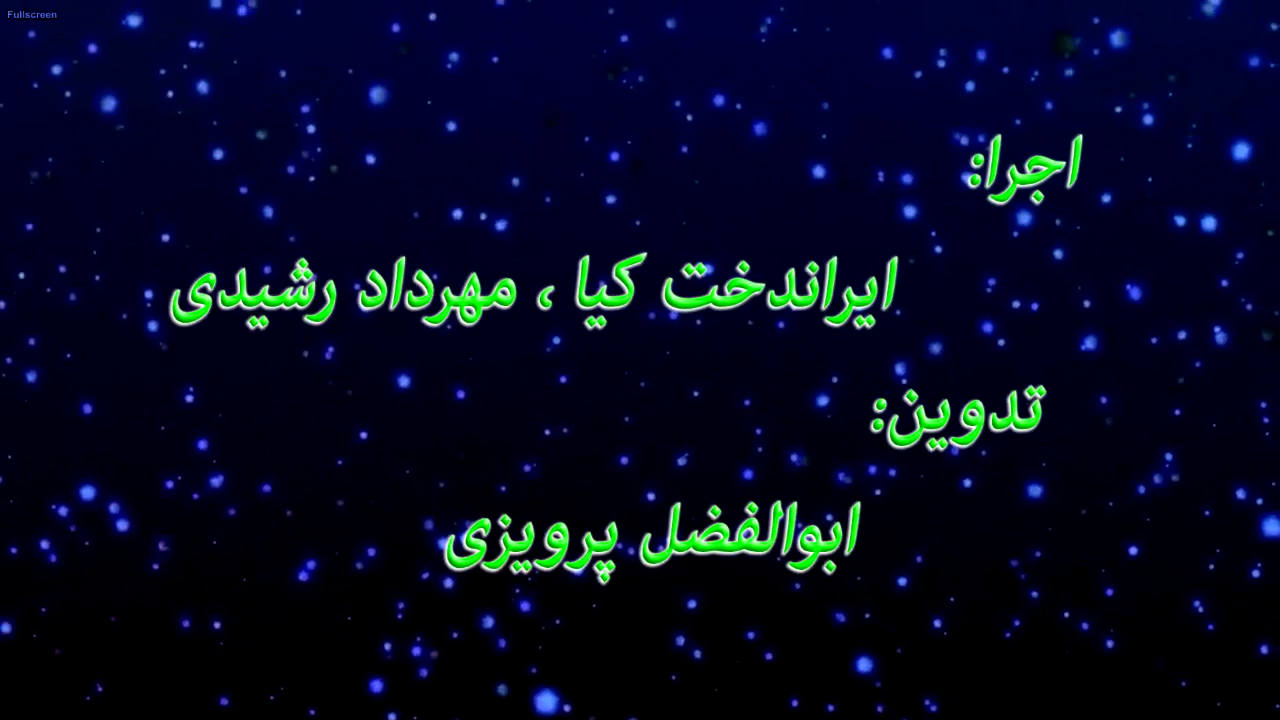 Fullscreen
اجرا:
ایراندخت کیا ، مهرداد رشیدی
تدوین:
ابوالفضل پرویزی